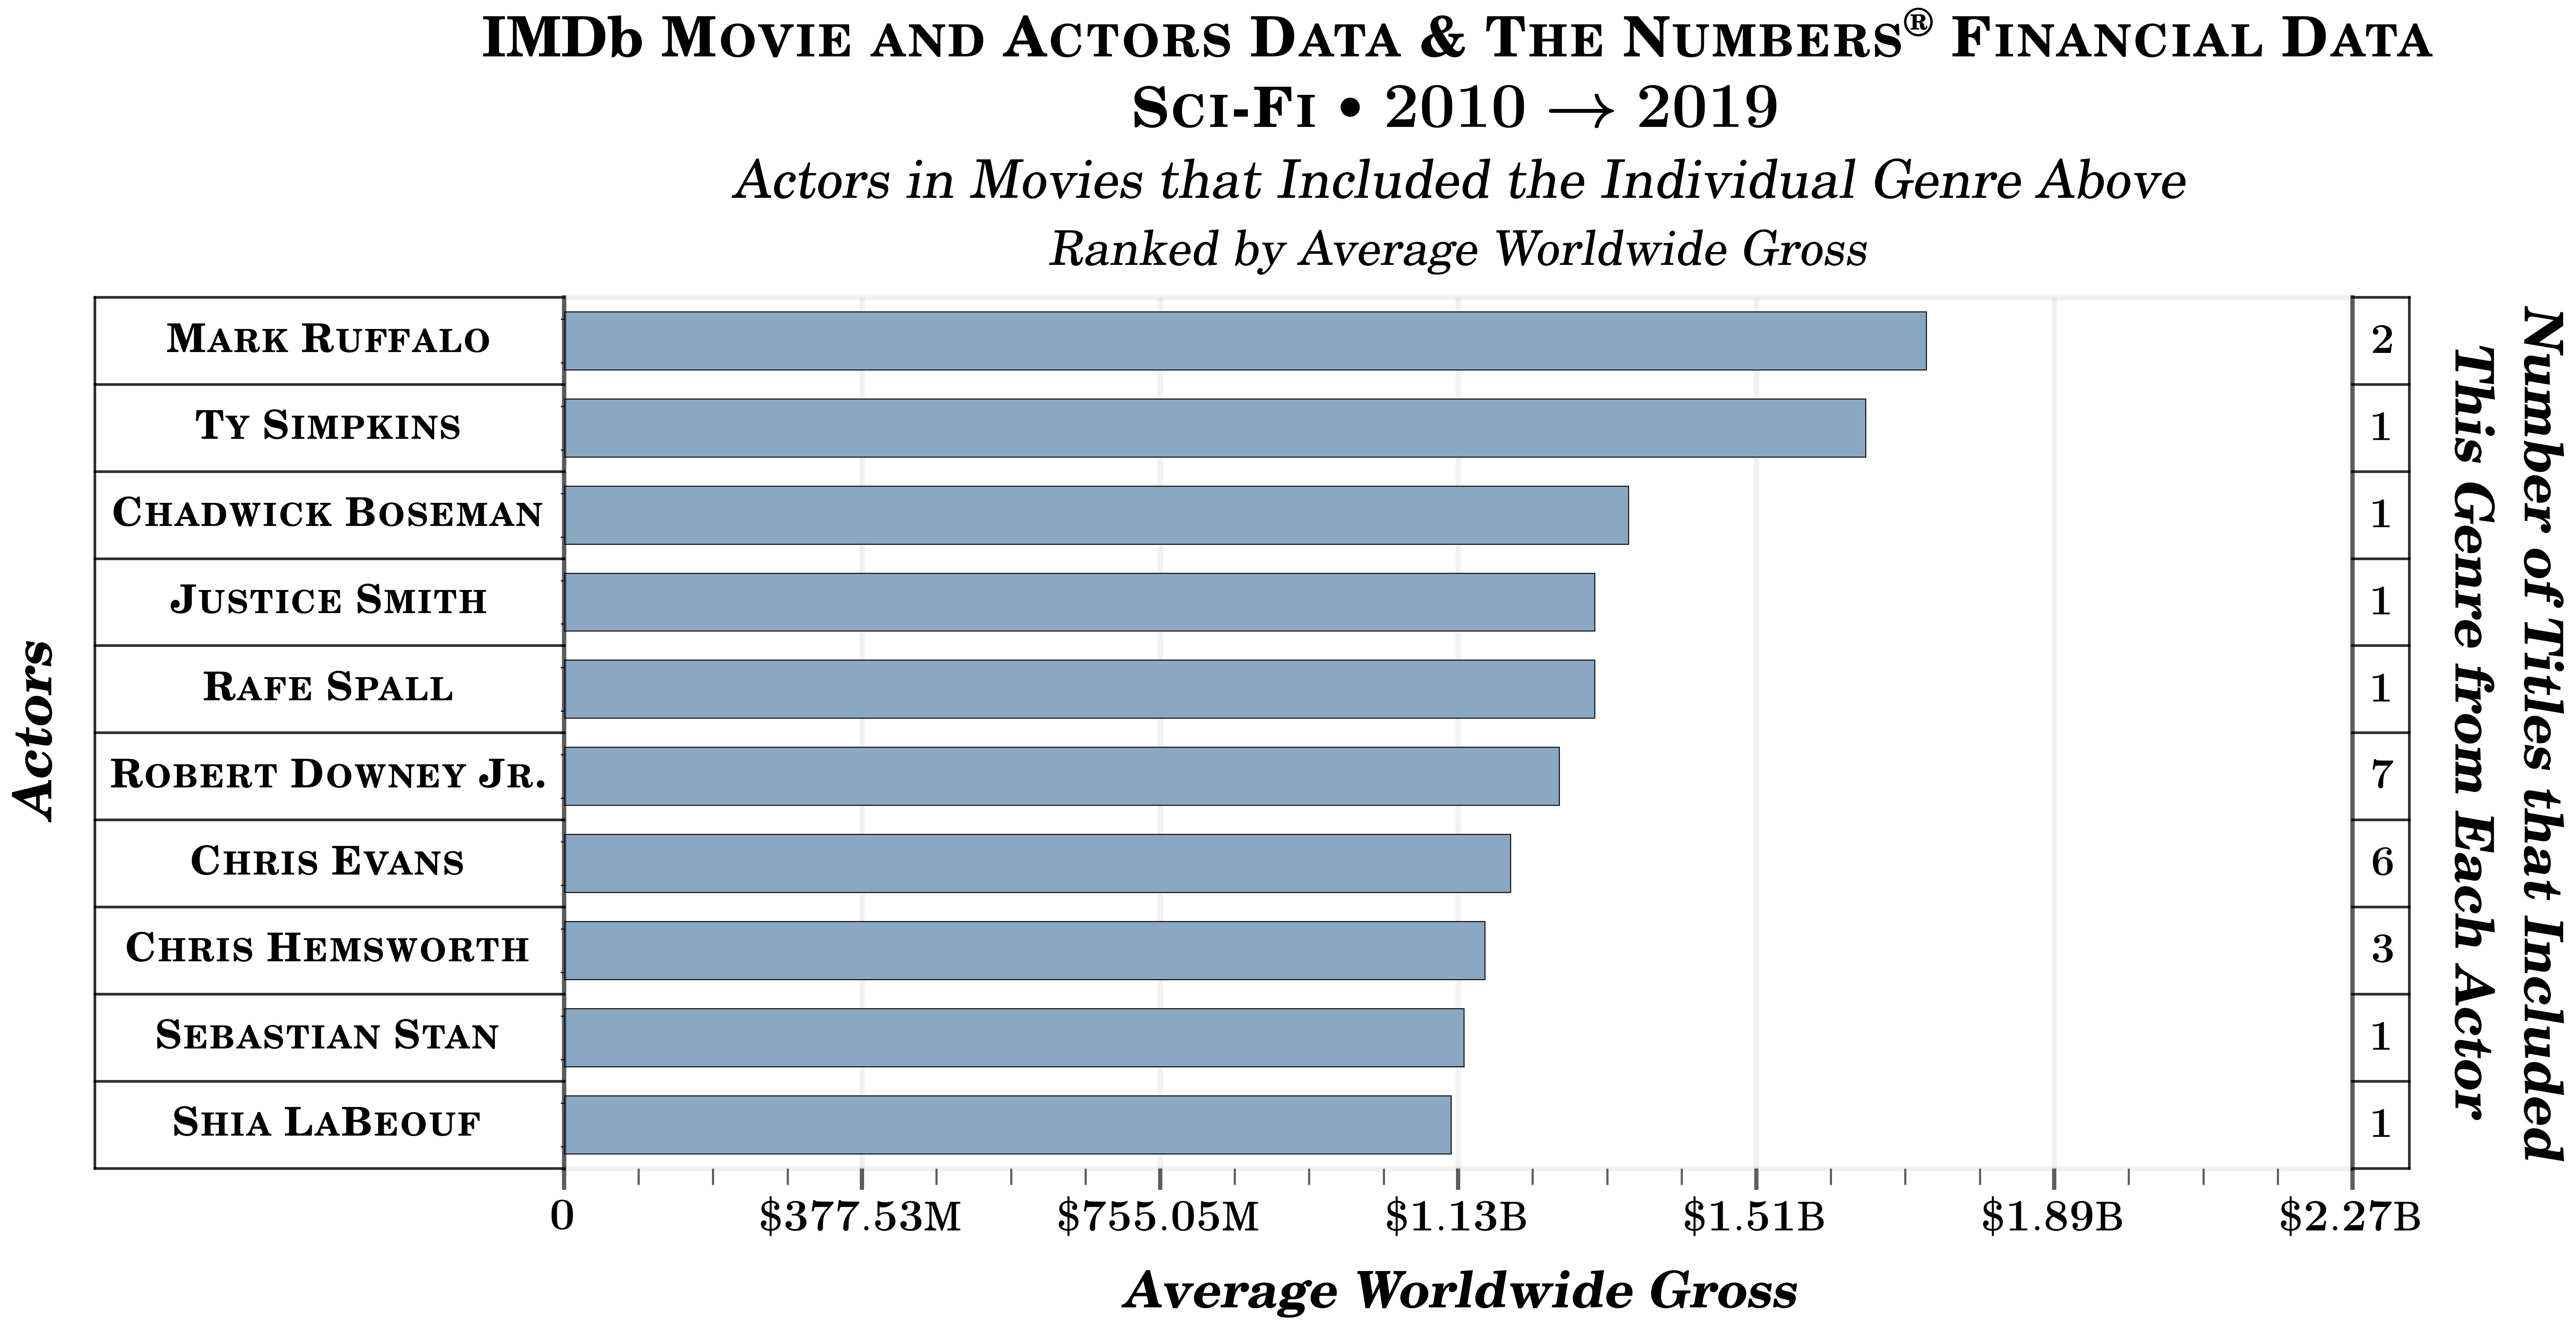 IMDb Movie and Actors Data & The Numbers® Financial Data
Sci-Fi • 2010 → 2019
Actors in Movies that Included the Individual Genre Above
Ranked by Average Worldwide Gross
Actors
Mark Ruffalo 2
Ty Simpkins 1
Chadwick Boseman 1
Justice Smith 1
Rafe Spall 1
Robert Downey Jr. 7
Chris Evans 6
Chris Hemsworth 3
Sebastian Stan 1
Shia LaBeouf 1
Number of Titles that Included
This Genre from Each Actor
0 $377.53M $755.05M $1.13B $1.51B $1.89B $2.27B
Average Worldwide Gross